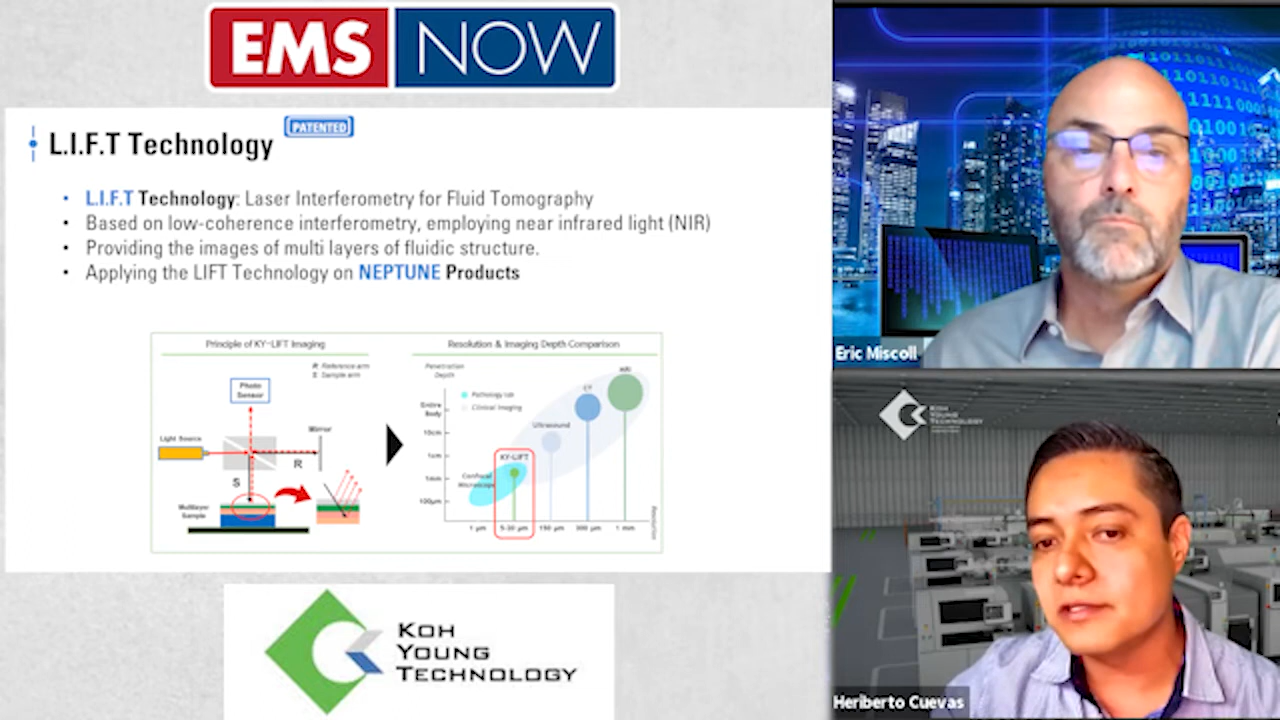 EMS NOW
L.I.F.T Technology
PATENTED
• L.I.F.T Technology: Laser Interferometry for Fluid Tomography
• Based on low-coherence interferometry, employing near infrared light (NIR)
• Providing the images of multi layers of fluidic structure.
• Applying the LIFT Technology on NEPTUNE Products
Principle of KY-LIFT Imaging
R: Reference arm
S: Sample arm
Photo
Sensor
Light Source
Mirror
R
S
Multilayer
Sample
Resolution & Imaging Depth Comparison
Penetration
Depth
Pathology lab
Clinical Imaging
Entire
Body
10cm
1cm
1mm
100μm
Confocal
Microscope
KY-LIFT
Ultrasound
CT
MRI
1 μm
5-20 μm
150 μm
300 μm
1 mm
Resolution
KOH
YOUNG
TECHNOLOGY
Eric Miscoll
KOH YOUNG
TECHNOLOGY
Heriberto Cuevas